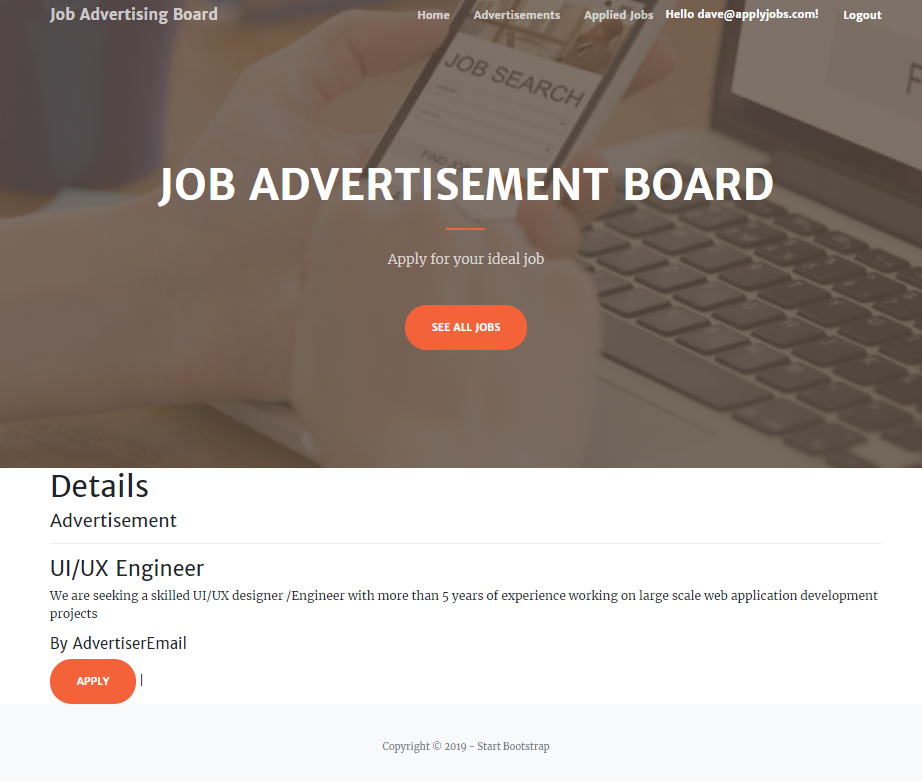 Job Advertising Board
Home Advertisements Applied Jobs Hello dave@applyjobs.com! Logout
JOB SEARCH
JOB ADVERTISEMENT BOARD
Apply for your ideal job
SEE ALL JOBS
Details
Advertisement
UI/UX Engineer
We are seeking a skilled UI/UX designer /Engineer with more than 5 years of experience working on large scale web application development
projects
By AdvertiserEmail
APPLY |
Copyright © 2019 - Start Bootstrap